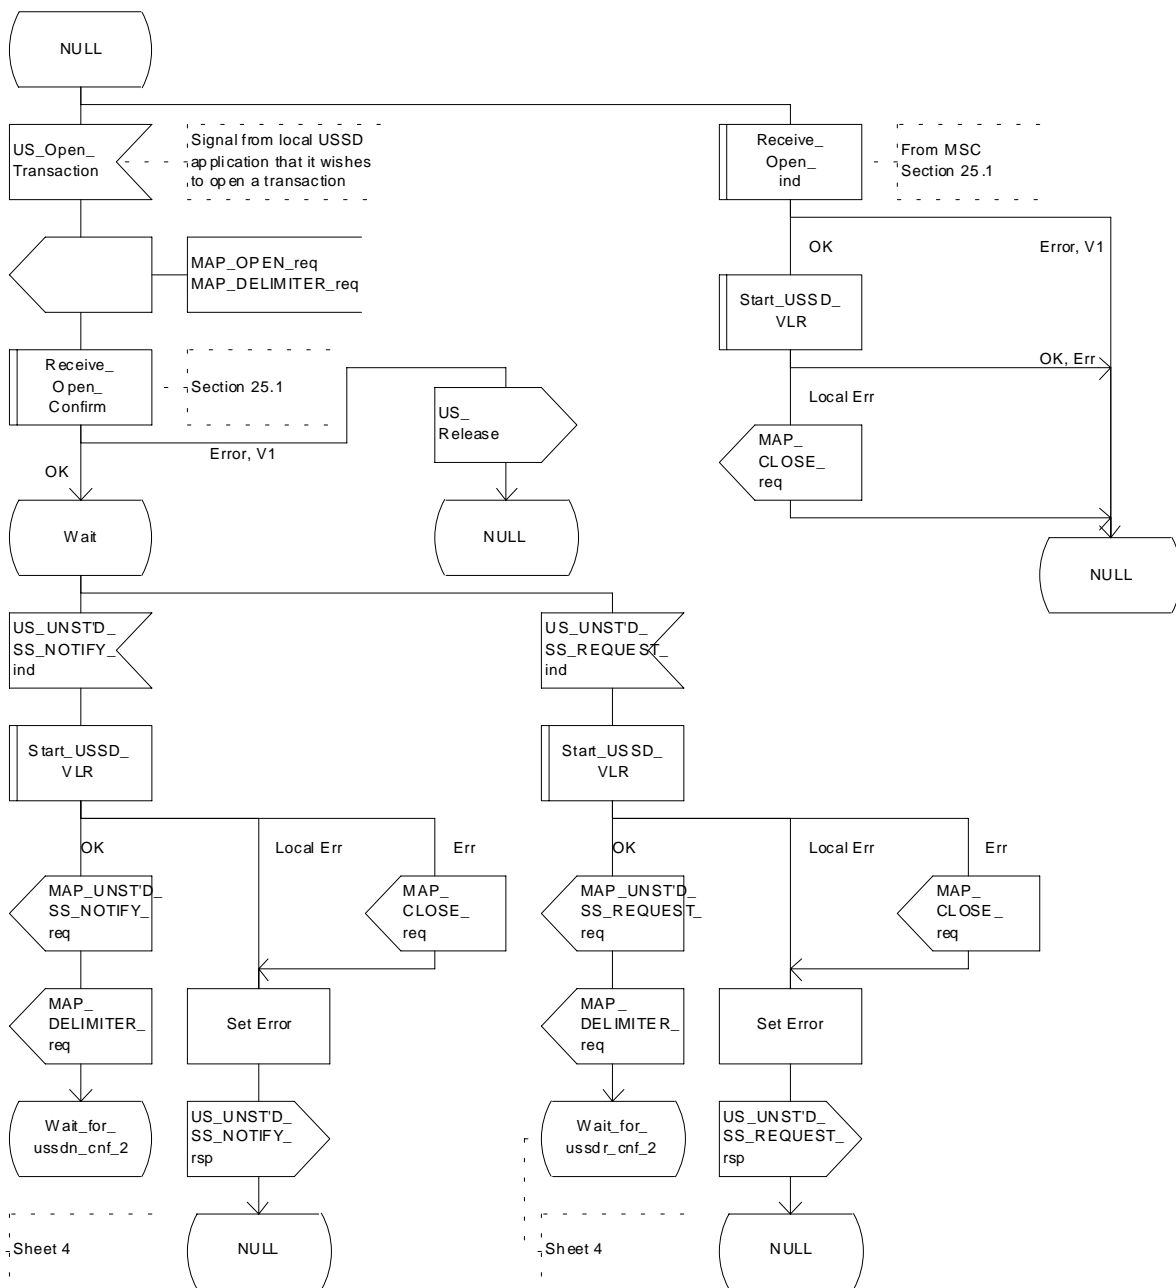 NULL
US_Open_
Transaction
Signal from local USSD
application that it wishes
to open a transaction
Receive_
Open_
ind
From MSC
Section 25.1
MAP_OPEN_req
MAP_DELIMITER_req
OK
Error, V1
Start_USSD_
VLR
Receive_
Open_
Confirm
Section 25.1
OK, Err
Local Err
US_
Release
Error, V1
OK
MAP_
CLOSE_
req
Wait
NULL
NULL
US_UNST'D_
SS_NOTIFY_
ind
US_UNST'D_
SS_REQUEST_
ind
Start_USSD_
VLR
Start_USSD_
VLR
OK
Local Err
Err
OK
Local Err
Err
MAP_UNST'D_
SS_NOTIFY_
req
MAP_
CLOSE_
req
MAP_UNST'D_
SS_REQUEST_
req
MAP_
CLOSE_
req
MAP_
DELIMITER_
req
Set Error
MAP_
DELIMITER_
req
Set Error
Wait_for_
ussdn_cnf_2
US_UNST'D_
SS_NOTIFY_
rsp
Wait_for_
ussdr_cnf_2
US_UNST'D_
SS_REQUEST_
rsp
Sheet 4
NULL
Sheet 4
NULL